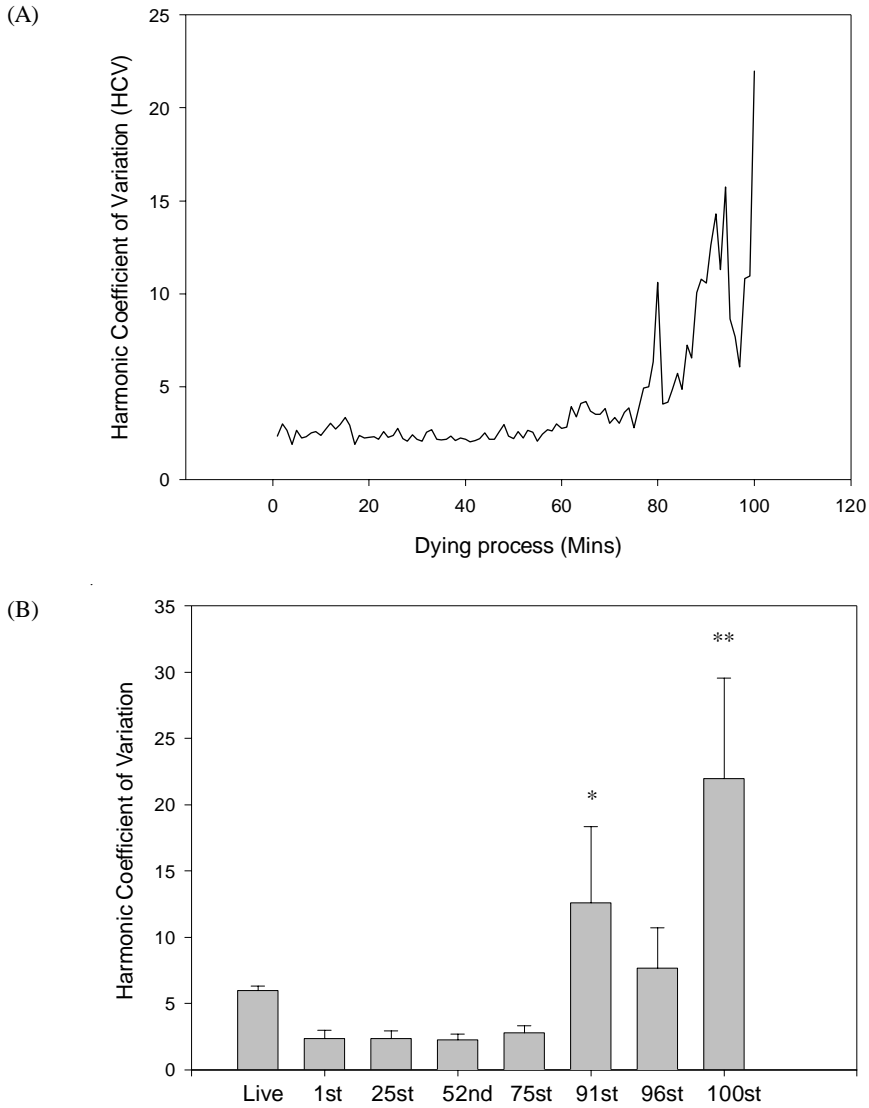 (A)
Harmonic Coefficient of Variation (HCV)
25
20
15
10
5
0
0 20 40 60 80 100 120
Dying process (Mins)
(B)
Harmonic Coefficient of Variation
35
30
25
20
15
10
5
0
*
**
Live 1st 25st 52nd 75st 91st 96st 100st